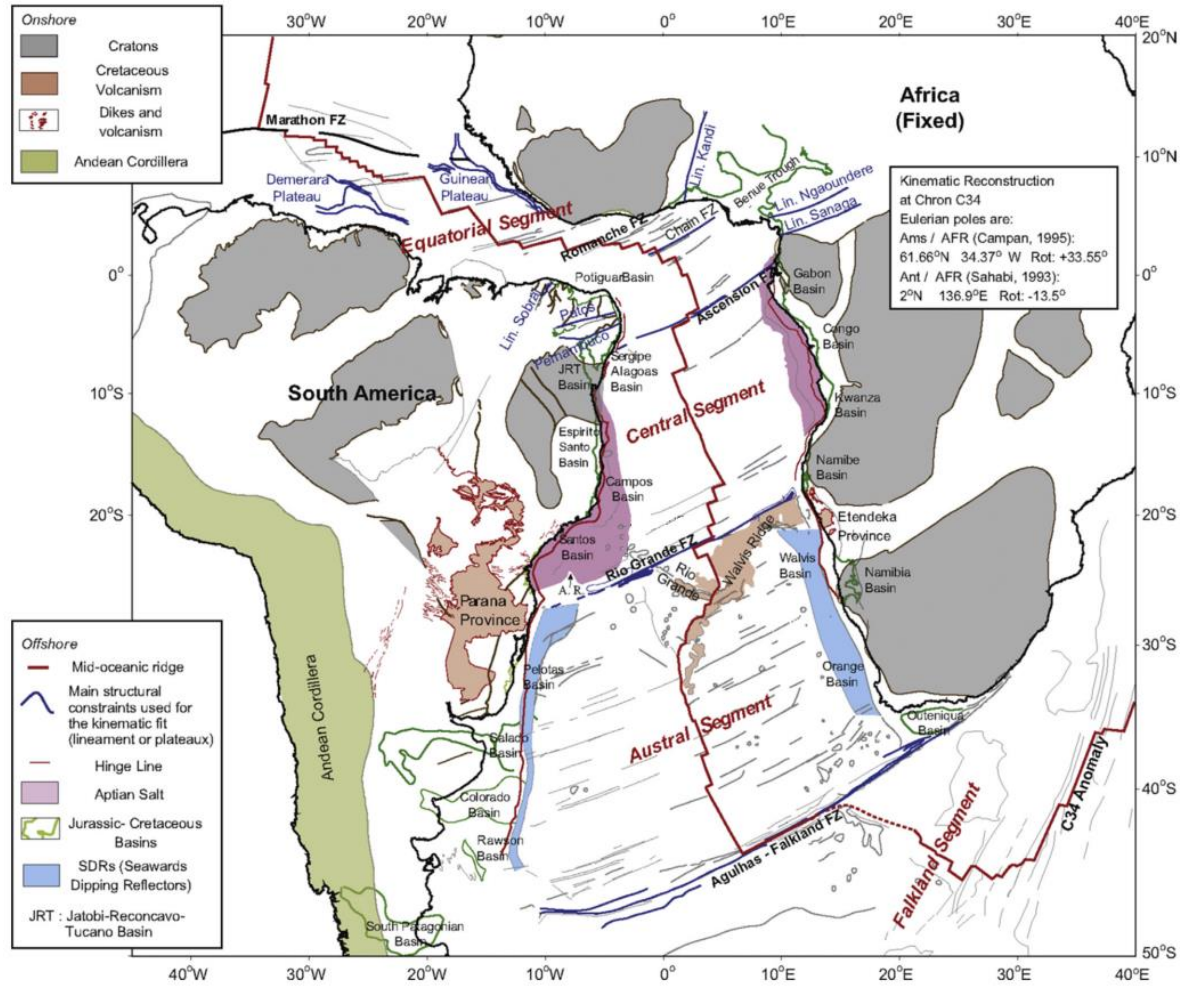 30°W
20°W
10°W
0°
10°E
20°E
30°E
40°E
20°N
10°N
0°
10°S
20°S
30°S
40°S
50°S
Onshore
Cratons
Cretaceous
Volcanism
Dikes and
volcanism
Andean Cordillera
Marathon FZ
Demerara
Plateau
Guinean
Plateau
Equatorial Segment
Romanche FZ
Chain FZ
Lin. Kandi
Benue Trough
Lin. Ngaoundere
Lin. Sanaga
Africa
(Fixed)
Kinematic Reconstruction
at Chron C34
Eulerian poles are:
Ams / AFR (Campan, 1995):
61.66°N 34.37° W Rot: +33.55°
Ant / AFR (Sahabi, 1993):
2°N 136.9°E Rot: -13.5°
0°
10°S
20°S
PotiguarBasin
Lin. Sobral
Patos
Pernambuco
Ascension FZ
Gabon
Basin
Congo
Basin
Kwanza
Basin
Namibe
Basin
South America
JRT
Basin
Sergipe
Alagoas
Basin
Espirito
Santo
Basin
Campos
Basin
Santos
Basin
Central Segment
A. R.
Rio Grande FZ
Rio
Grande
Walvis Ridge
Walvis
Basin
Etendeka
Province
Namibia
Basin
Parana
Province
Pelotas
Basin
Orange
Basin
Outeniqua
Basin
Austral Segment
Andean Cordillera
Salado
Basin
Colorado
Basin
Rawson
Basin
South Patagonian
Basin
Agulhas - Falkland FZ
Falkland Segment
C34 Anomaly
Offshore
Mid-oceanic ridge
Main structural
constraints used for
the kinematic fit
(lineament or plateaux)
Hinge Line
Aptian Salt
Jurassic- Cretaceous
Basins
SDRs (Seawards
Dipping Reflectors)
JRT : Jatobi-Reconcavo-
Tucano Basin
40°W
30°W
20°W
10°W
0°
10°E
20°E
30°E
40°E